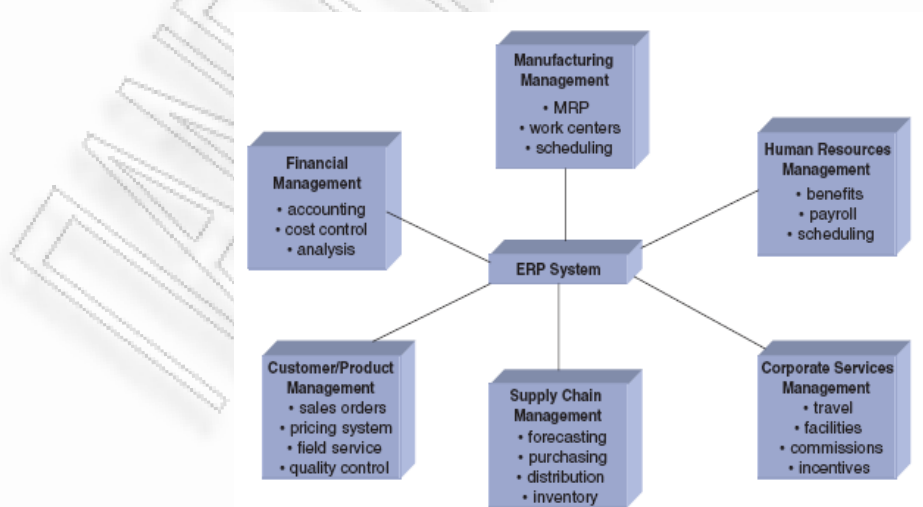 Manufacturing
Management
• MRP
• work centers
• scheduling
Financial
Management
• accounting
• cost control
• analysis
Human Resources
Management
• benefits
• payroll
• scheduling
ERP System
Customer/Product
Management
• sales orders
• pricing system
• field service
• quality control
Supply Chain
Management
• forecasting
• purchasing
• distribution
• inventory
Corporate Services
Management
• travel
• facilities
• commissions
• incentives